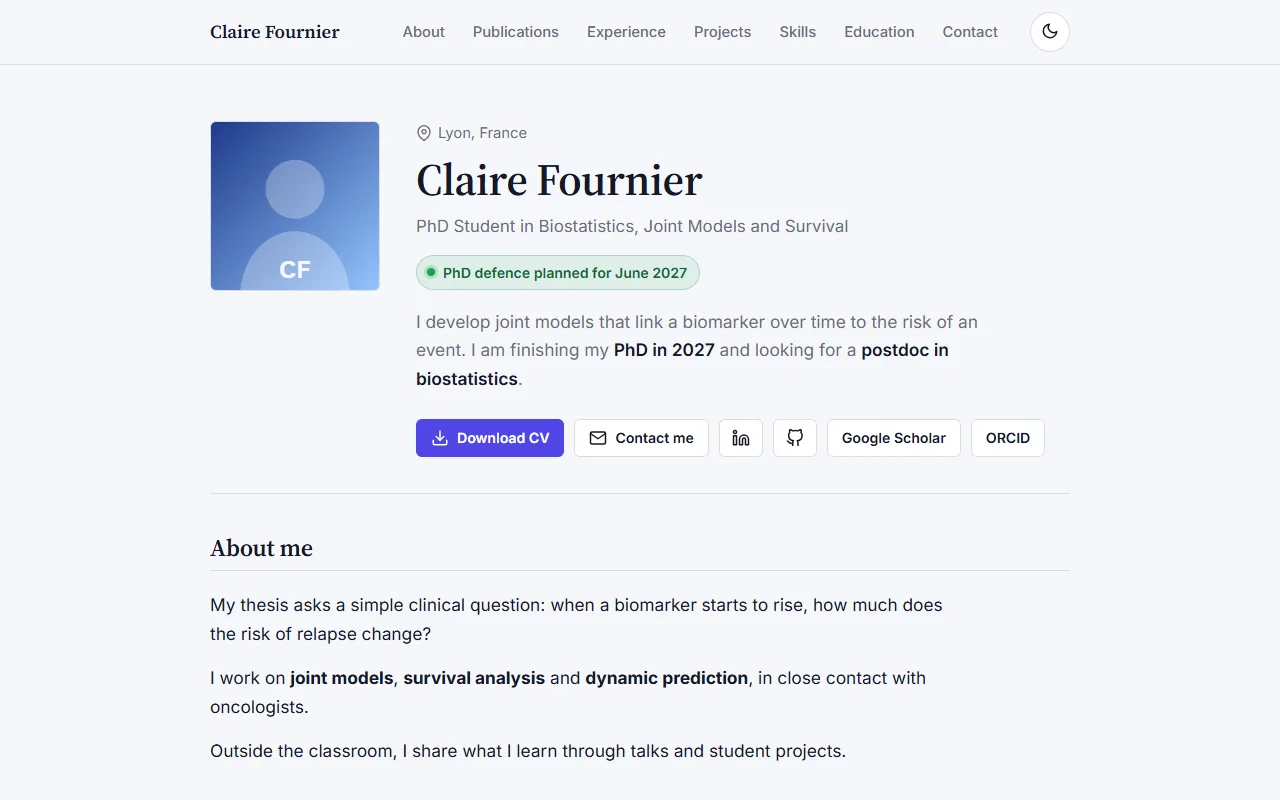 Claire Fournier
About
Publications
Experience
Projects
Skills
Education
Contact
CF
Lyon, France
Claire Fournier
PhD Student in Biostatistics, Joint Models and Survival
PhD defence planned for June 2027
I develop joint models that link a biomarker over time to the risk of an
event. I am finishing my PhD in 2027 and looking for a postdoc in
biostatistics.
Download CV
Contact me
Google Scholar
ORCID
About me
My thesis asks a simple clinical question: when a biomarker starts to rise, how much does
the risk of relapse change?
I work on joint models, survival analysis and dynamic prediction, in close contact with
oncologists.
Outside the classroom, I share what I learn through talks and student projects.